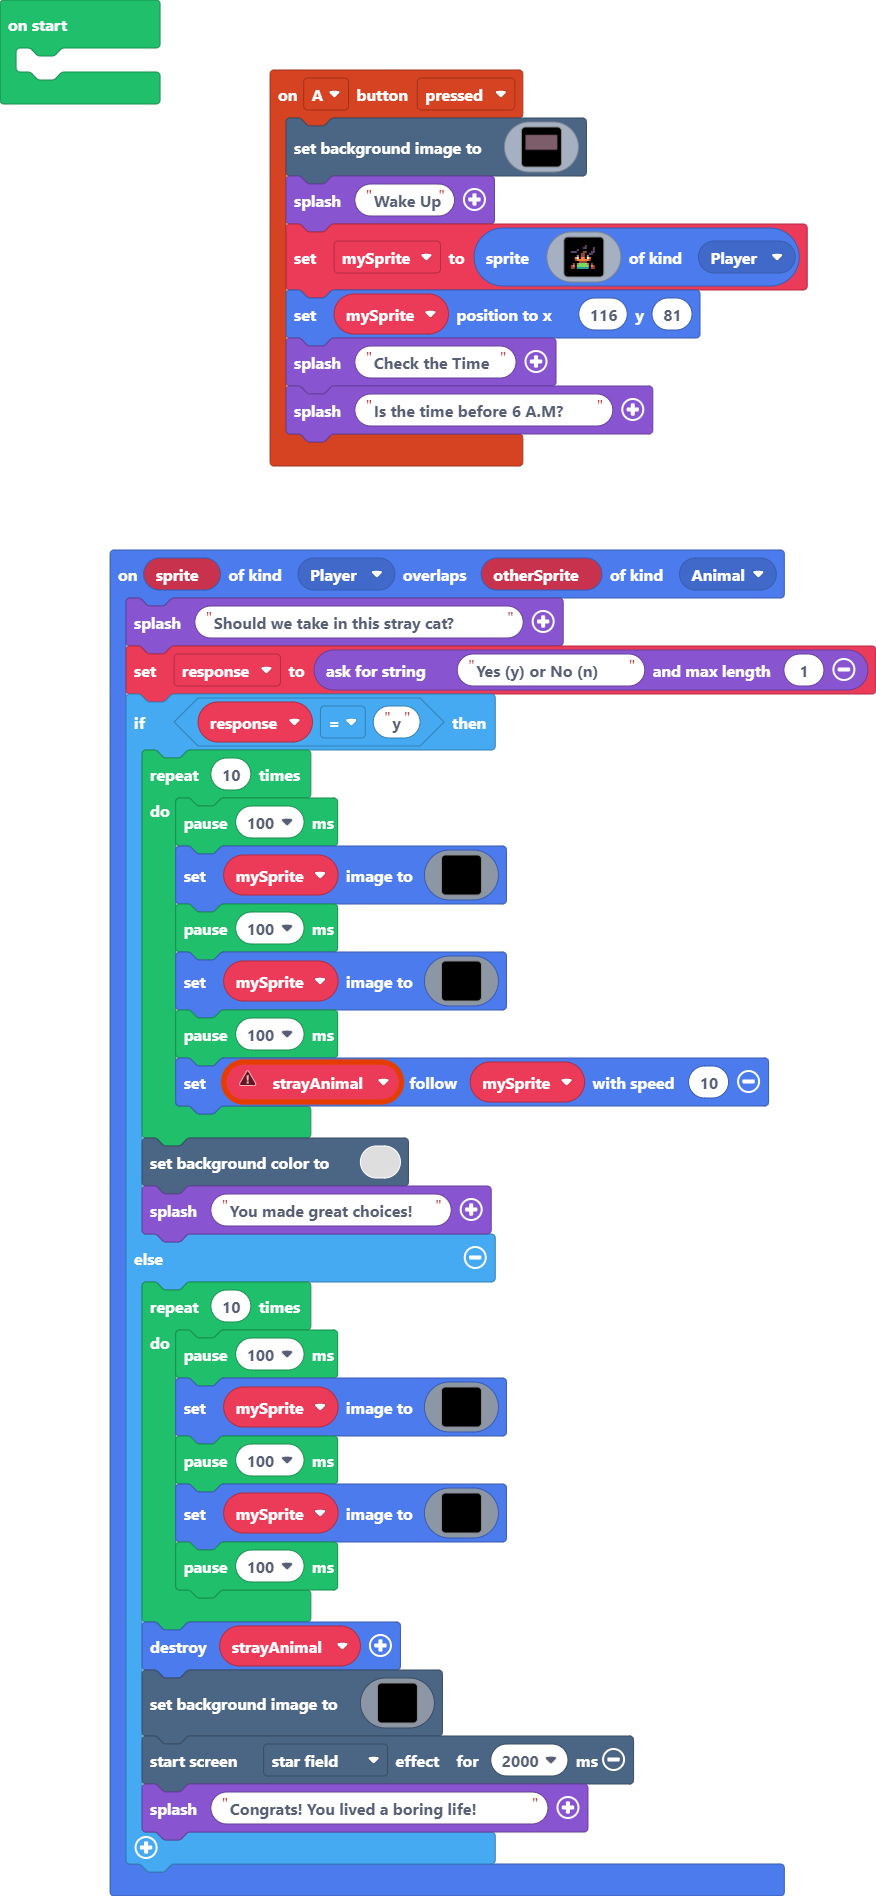 on start
on A button pressed
set background image to
splash "Wake Up"
set mySprite to sprite of kind Player
set mySprite position to x 116 y 81
splash "Check the Time "
splash "Is the time before 6 A.M? "
on sprite of kind Player overlaps otherSprite of kind Animal
splash "Should we take in this stray cat? "
set response to ask for string "Yes (y) or No (n) " and max length 1
if response = "y" then
repeat 10 times
do
pause 100 ms
set mySprite image to
pause 100 ms
set mySprite image to
pause 100 ms
set strayAnimal follow mySprite with speed 10
set background color to
splash "You made great choices! "
else
repeat 10 times
do
pause 100 ms
set mySprite image to
pause 100 ms
set mySprite image to
pause 100 ms
destroy strayAnimal
set background image to
start screen star field effect for 2000 ms
splash "Congrats! You lived a boring life! "